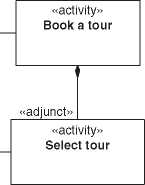 «activity»
Book a tour
«adjunct»
«activity»
Select tour